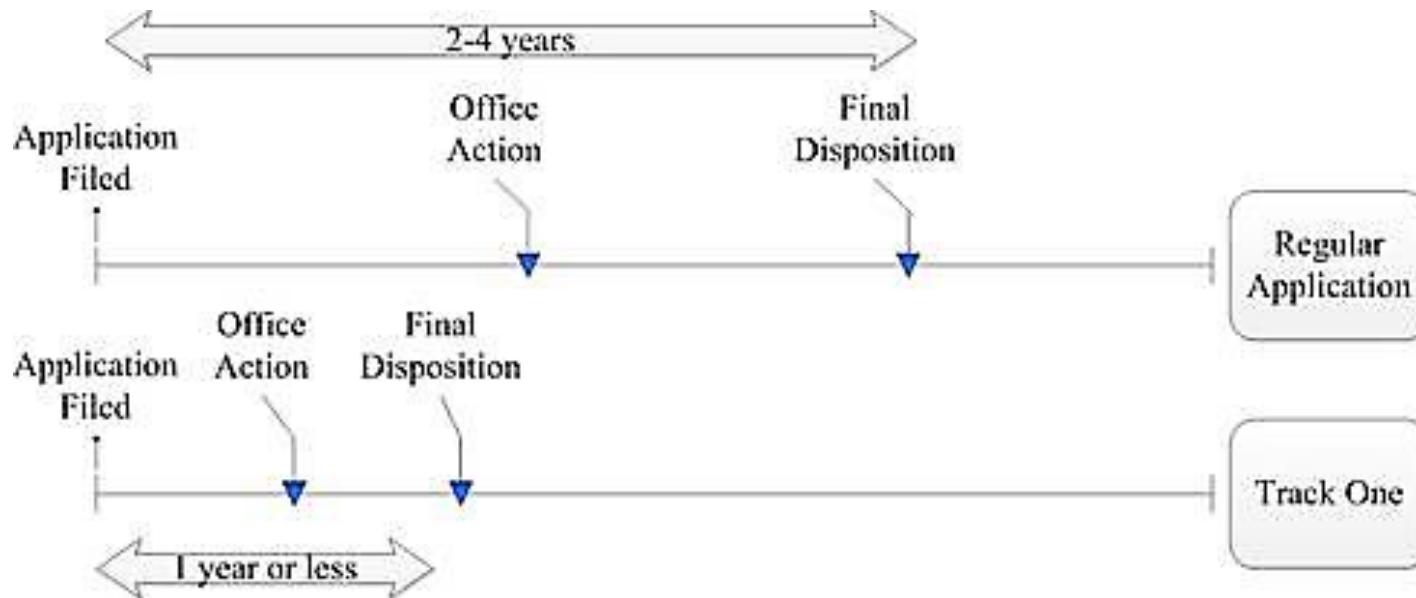 2-4 years
Application
Filed
Office
Action
Final
Disposition
Regular
Application
Application
Filed
Office
Action
Final
Disposition
Track One
1 year or less